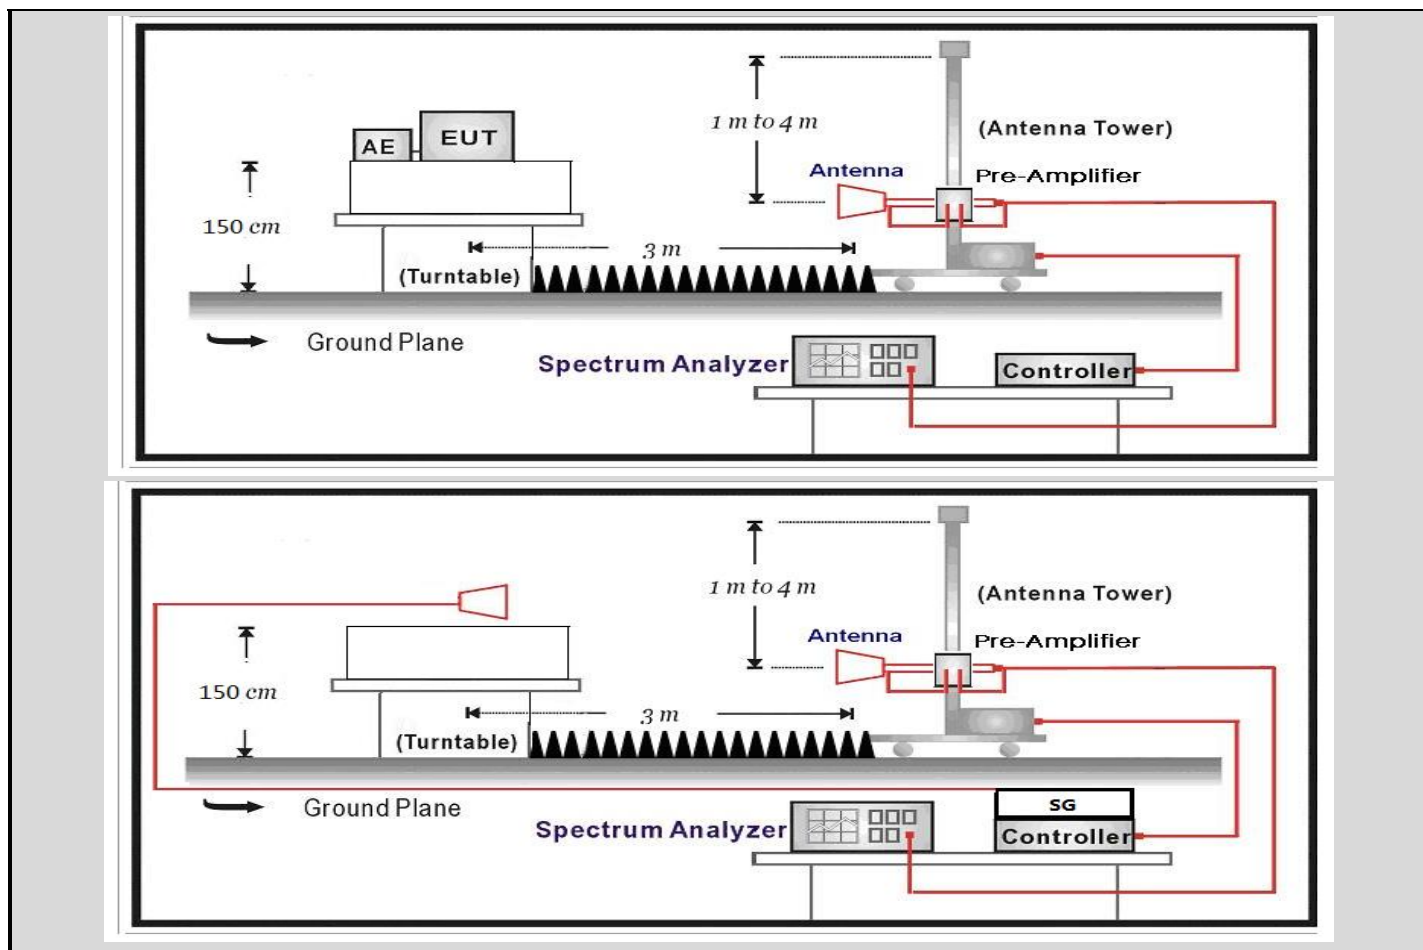 1 m to 4 m
(Antenna Tower)
AE
EUT
Antenna
Pre-Amplifier
150 cm
3 m
(Turntable)
Ground Plane
Spectrum Analyzer
Controller
1 m to 4 m
(Antenna Tower)
Antenna
Pre-Amplifier
150 cm
3 m
(Turntable)
Ground Plane
SG
Spectrum Analyzer
Controller